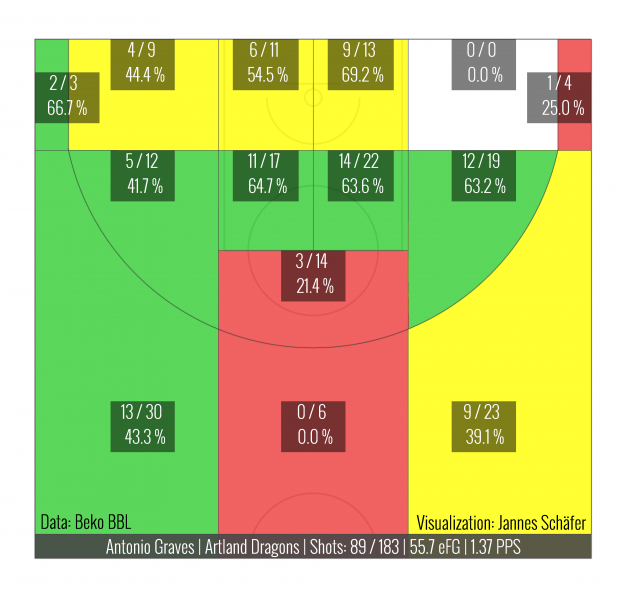 4 / 9
44.4 %
6 / 11
54.5 %
9 / 13
69.2 %
0 / 0
0.0 %
2 / 3
66.7 %
1 / 4
25.0 %
5 / 12
41.7 %
11 / 17
64.7 %
14 / 22
63.6 %
12 / 19
63.2 %
3 / 14
21.4 %
13 / 30
43.3 %
0 / 6
0.0 %
9 / 23
39.1 %
Data: Beko BBL
Visualization: Jannes Schäfer
Antonio Graves | Artland Dragons | Shots: 89 / 183 | 55.7 eFG | 1.37 PPS